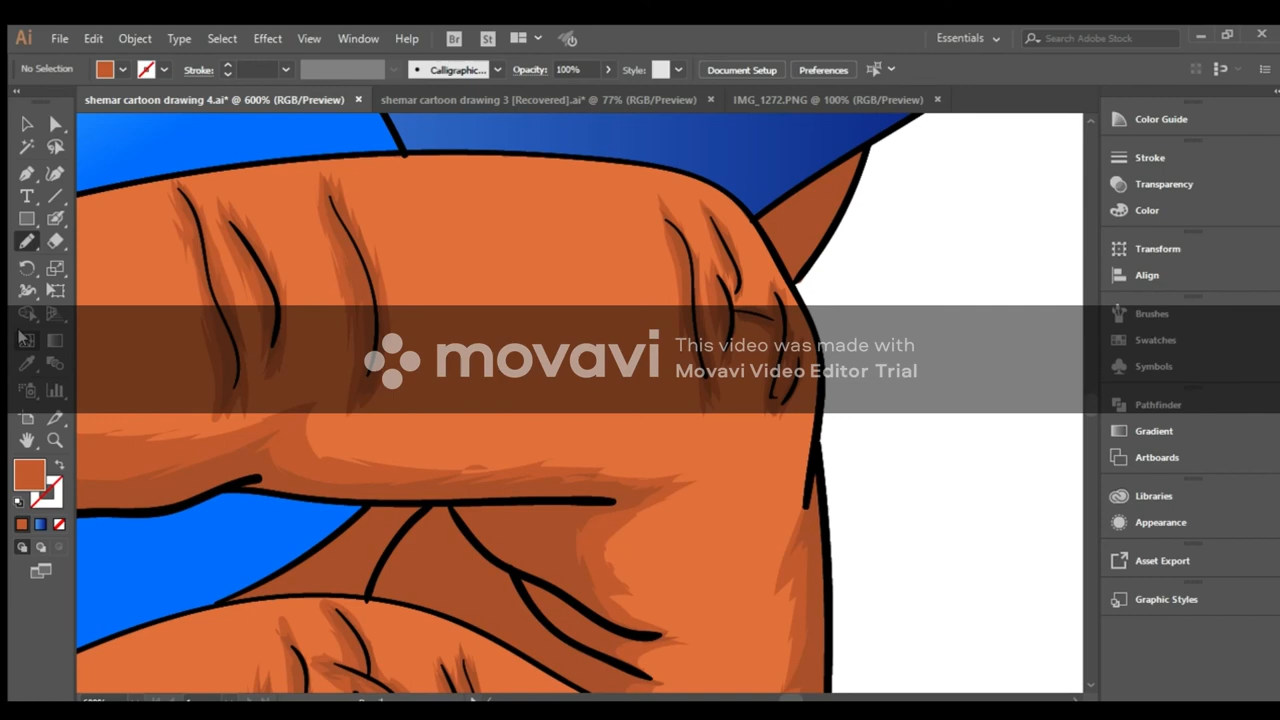 Ai File Edit Object Type Select Effect View Window Help Br St Essentials Search Adobe Stock
No Selection Stroke: Calligraphic... Opacity: 100% Style: Document Setup Preferences
shemar cartoon drawing 4.ai* @ 600% (RGB/Preview) × shemar cartoon drawing 3 [Recovered].ai* @ 77% (RGB/Preview) × IMG_1272.PNG @ 100% (RGB/Preview) ×
Color Guide
Stroke
Transparency
Color
Transform
Align
Brushes
Swatches
Symbols
Pathfinder
Gradient
Artboards
Libraries
Appearance
Asset Export
Graphic Styles
movavi
This video was made with
Movavi Video Editor Trial